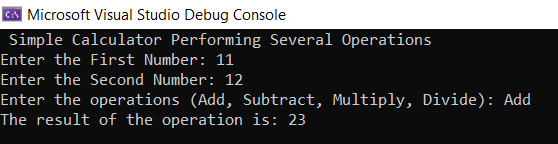 Microsoft Visual Studio Debug Console
Simple Calculator Performing Several Operations
Enter the First Number: 11
Enter the Second Number: 12
Enter the operations (Add, Subtract, Multiply, Divide): Add
The result of the operation is: 23